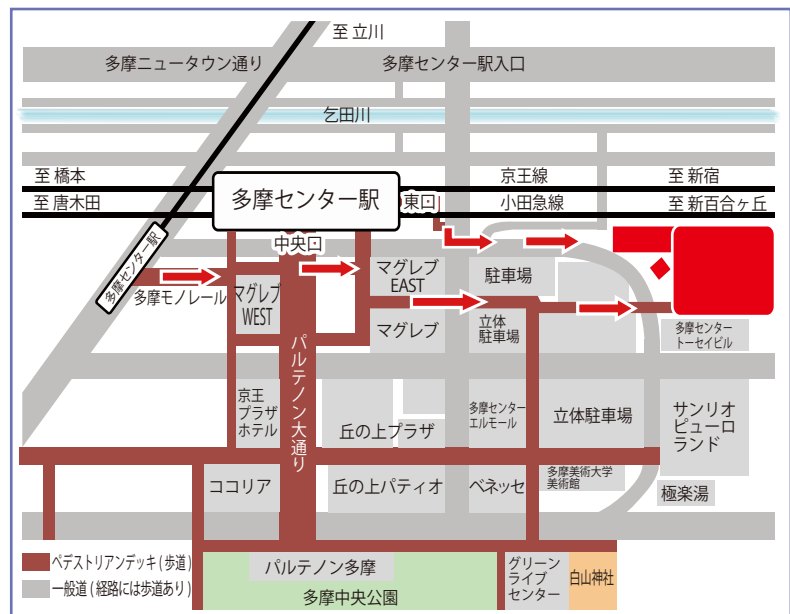 至 立川
多摩ニュータウン通り
多摩センター駅入口
乞田川
至 橋本
京王線
至 新宿
至 唐木田
多摩センター駅
東口
小田急線
至 新百合ヶ丘
中央口
多摩センター駅
多摩モノレール
マグレブ
WEST
マグレブ
EAST
駐車場
マグレブ
立体
駐車場
多摩センター
トーセイビル
パルテノン大通り
京王
プラザ
ホテル
丘の上プラザ
多摩センター
エルモール
立体駐車場
サンリオ
ピューロ
ランド
ココリア
丘の上パティオ
ベネッセ
多摩美術大学
美術館
極楽湯
ペデストリアンデッキ(歩道)
一般道(経路には歩道あり)
パルテノン多摩
多摩中央公園
グリーン
ライブ
センター
白山神社